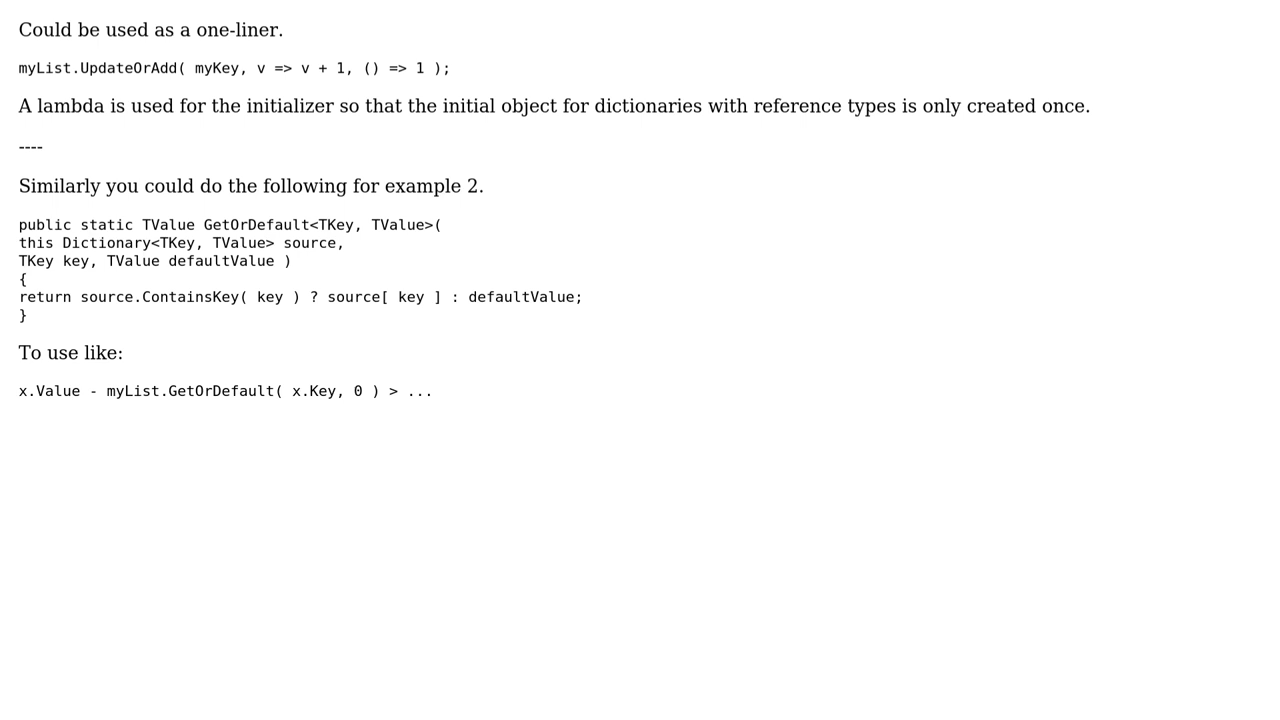 Could be used as a one-liner.
myList.UpdateOrAdd( myKey, v => v + 1, () => 1 );
A lambda is used for the initializer so that the initial object for dictionaries with reference types is only created once.
----
Similarly you could do the following for example 2.
public static TValue GetOrDefault<TKey, TValue>(
this Dictionary<TKey, TValue> source,
TKey key, TValue defaultValue )
{
return source.ContainsKey( key ) ? source[ key ] : defaultValue;
}
To use like:
x.Value - myList.GetOrDefault( x.Key, 0 ) > ...